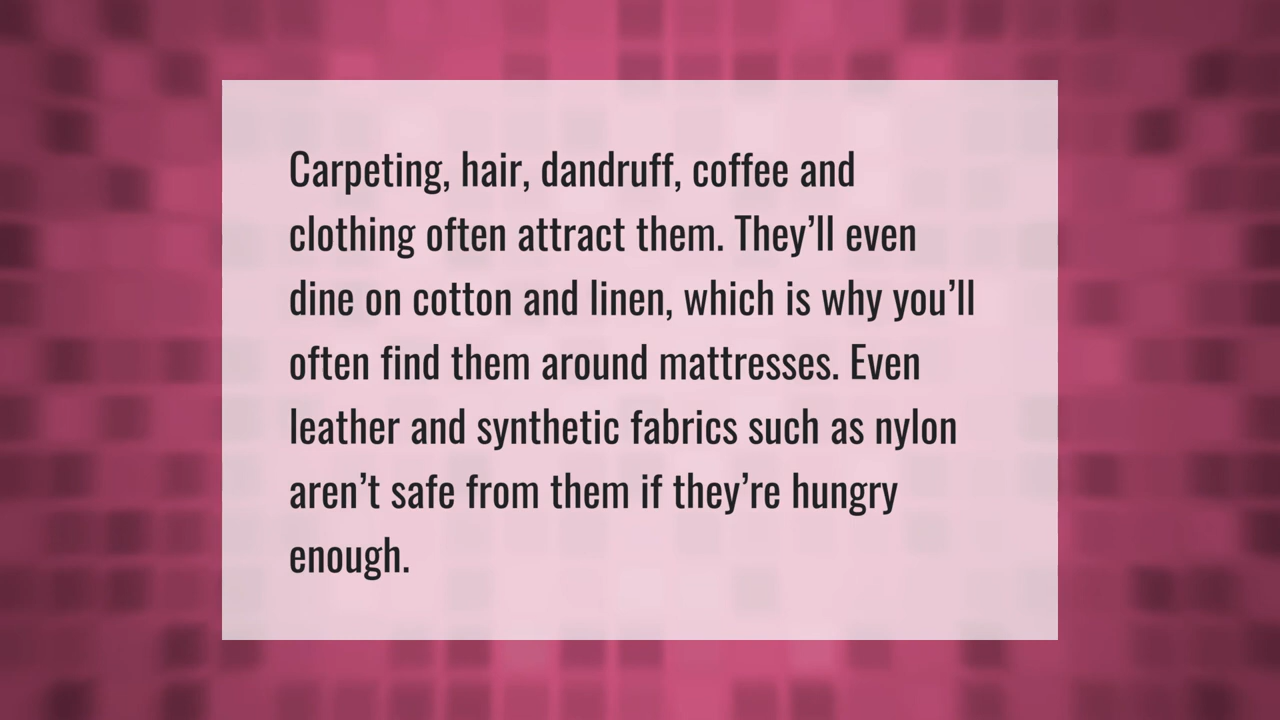 Carpeting, hair, dandruff, coffee and
clothing often attract them. They’ll even
dine on cotton and linen, which is why you’ll
often find them around mattresses. Even
leather and synthetic fabrics such as nylon
aren’t safe from them if they’re hungry
enough.